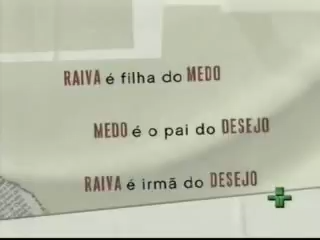 RAIVA é filha do MEDO
MEDO é o pai do DESEJO
RAIVA é irmã do DESEJO